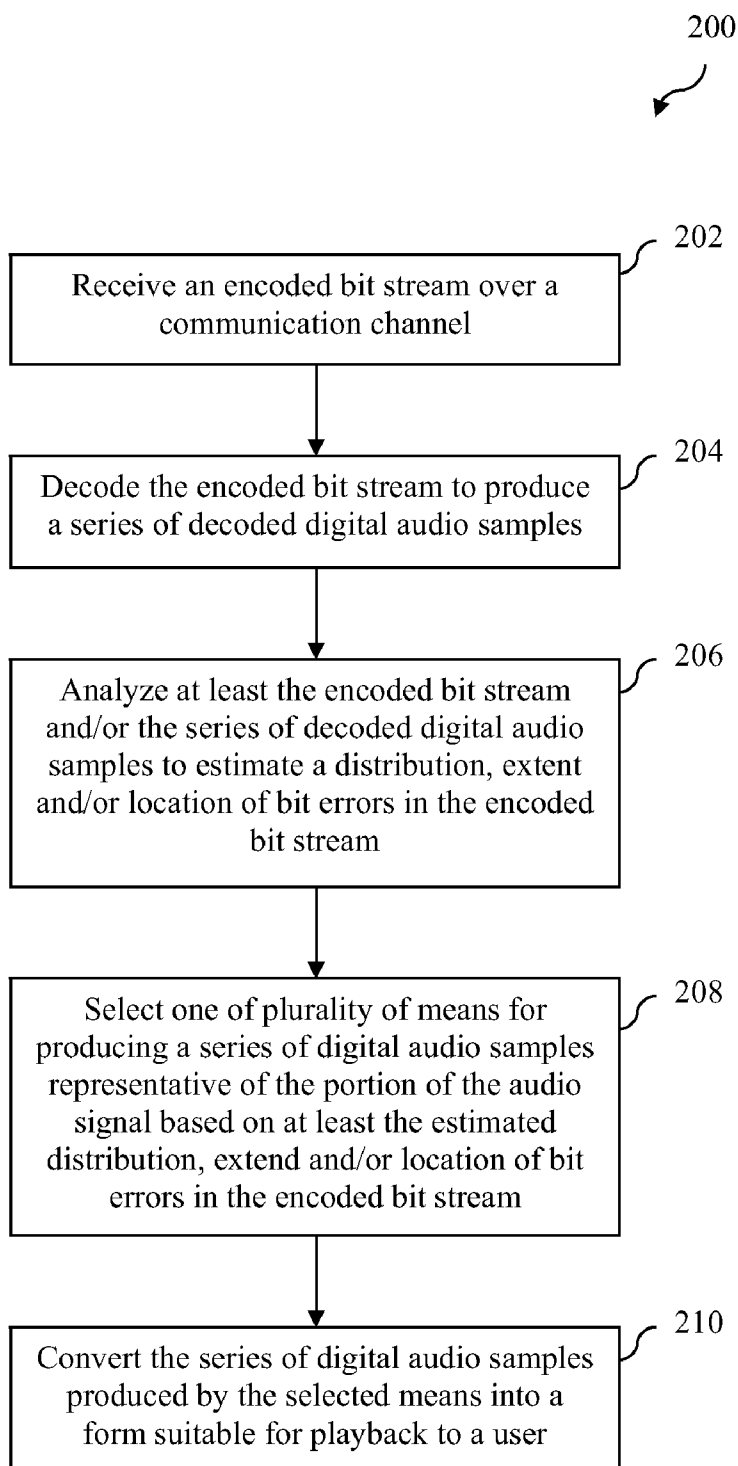 200
202
Receive an encoded bit stream over a
communication channel
204
Decode the encoded bit stream to produce
a series of decoded digital audio samples
206
Analyze at least the encoded bit stream
and/or the series of decoded digital audio
samples to estimate a distribution, extent
and/or location of bit errors in the encoded
bit stream
208
Select one of plurality of means for
producing a series of digital audio samples
representative of the portion of the audio
signal based on at least the estimated
distribution, extend and/or location of bit
errors in the encoded bit stream
210
Convert the series of digital audio samples
produced by the selected means into a
form suitable for playback to a user